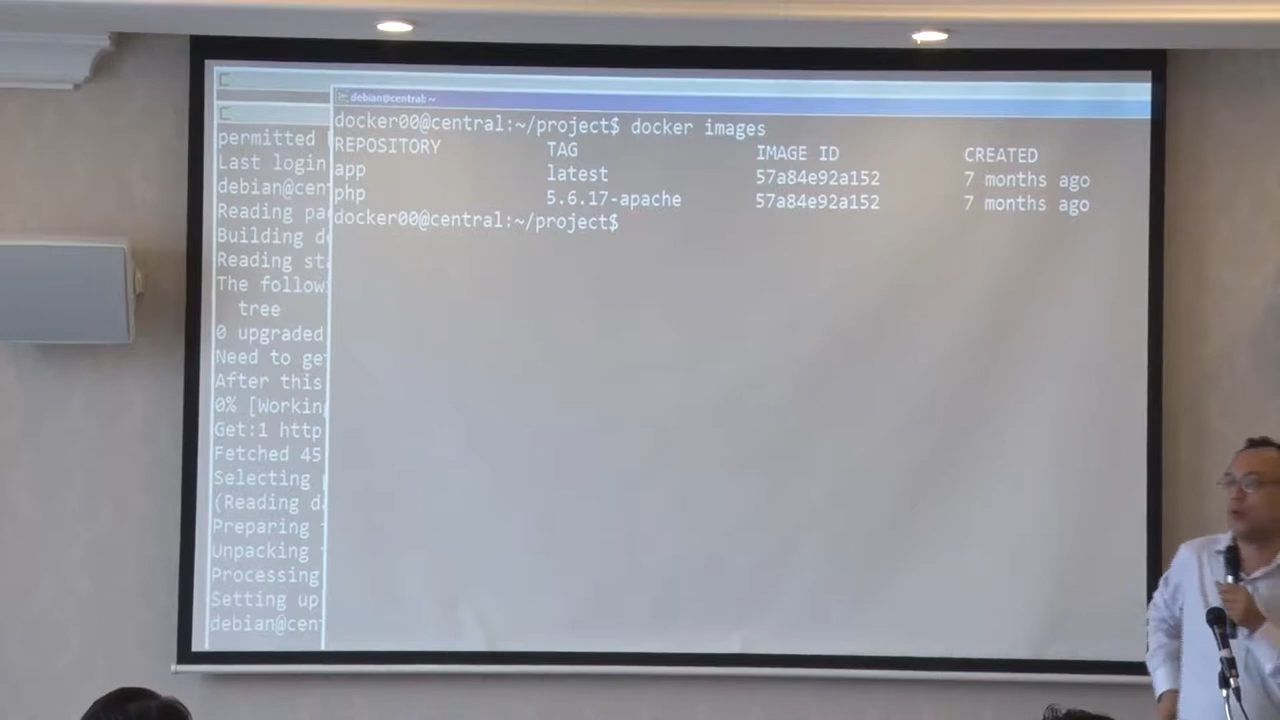 debian@central: ~
docker00@central:~/project$ docker images
REPOSITORY TAG IMAGE ID CREATED
app latest 57a84e92a152 7 months ago
php 5.6.17-apache 57a84e92a152 7 months ago
docker00@central:~/project$
permitted
Last login
debian@cen
Reading pa
Building d
Reading sta
The follow
tree
0 upgraded
Need to ge
After this
0% [Workin
Get:1 http
Fetched 45
Selecting
(Reading d
Preparing
Unpacking
Processing
Setting up
debian@cen